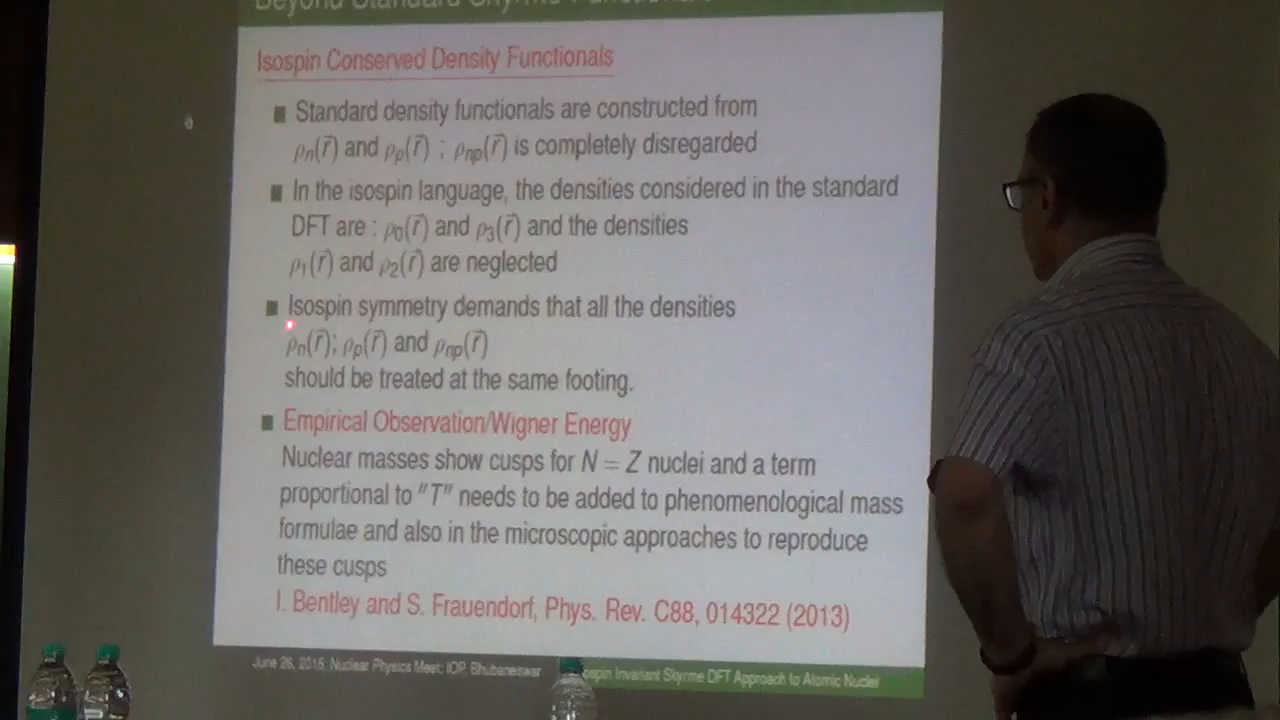 Beyond Standard Skyrme Functionals
Isospin Conserved Density Functionals
Standard density functionals are constructed from
ρn(r⃗) and ρp(r⃗) ; ρnp(r⃗) is completely disregarded
In the isospin language, the densities considered in the standard
DFT are : ρ0(r⃗) and ρ3(r⃗) and the densities
ρ1(r⃗) and ρ2(r⃗) are neglected
Isospin symmetry demands that all the densities
ρn(r⃗); ρp(r⃗) and ρnp(r⃗)
should be treated at the same footing.
Empirical Observation/Wigner Energy
Nuclear masses show cusps for N = Z nuclei and a term
proportional to "T" needs to be added to phenomenological mass
formulae and also in the microscopic approaches to reproduce
these cusps
I. Bentley and S. Frauendorf, Phys. Rev. C88, 014322 (2013)
June 26, 2015, Nuclear Physics Meet: IOP, Bhubaneswar
ospin Invariant Skyrme DFT Approach to Atomic Nuclei